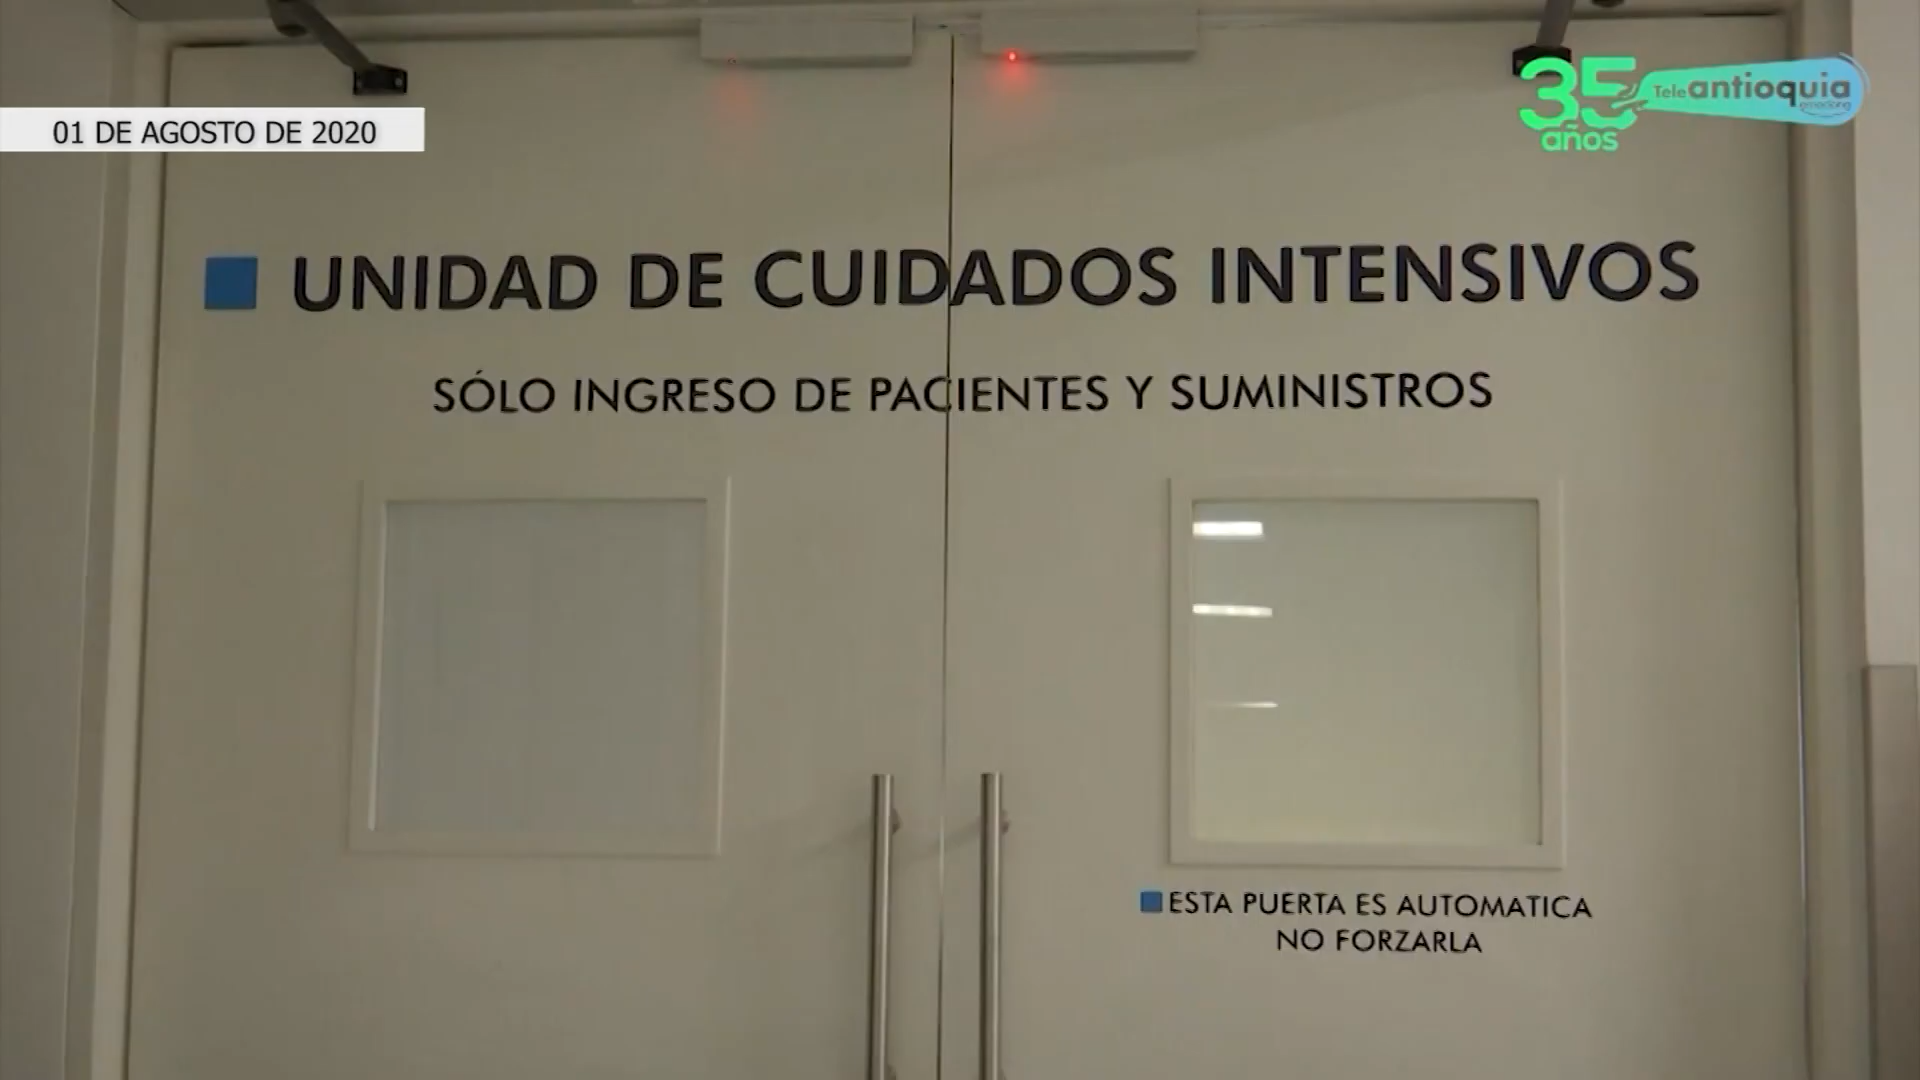 35 años
Teleantioquia
01 DE AGOSTO DE 2020
UNIDAD DE CUIDADOS INTENSIVOS
SÓLO INGRESO DE PACIENTES Y SUMINISTROS
ESTA PUERTA ES AUTOMATICA
NO FORZARLA